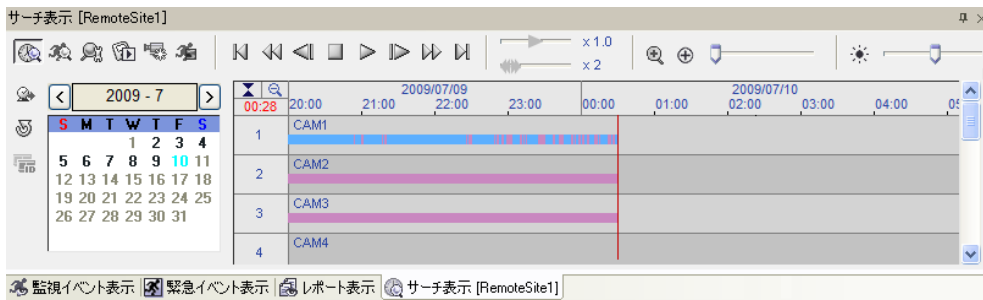 サーチ表示 [RemoteSite1]
x 1.0
x 2
2009 - 7
S M T W T F S
1 2 3 4
5 6 7 8 9 10 11
12 13 14 15 16 17 18
19 20 21 22 23 24 25
26 27 28 29 30 31
EID
2009/07/09 2009/07/10
00:28 20:00 21:00 22:00 23:00 00:00 01:00 02:00 03:00 04:00 05
1 CAM1
2 CAM2
3 CAM3
4 CAM4
監視イベント表示 緊急イベント表示 レポート表示 サーチ表示 [RemoteSite1]